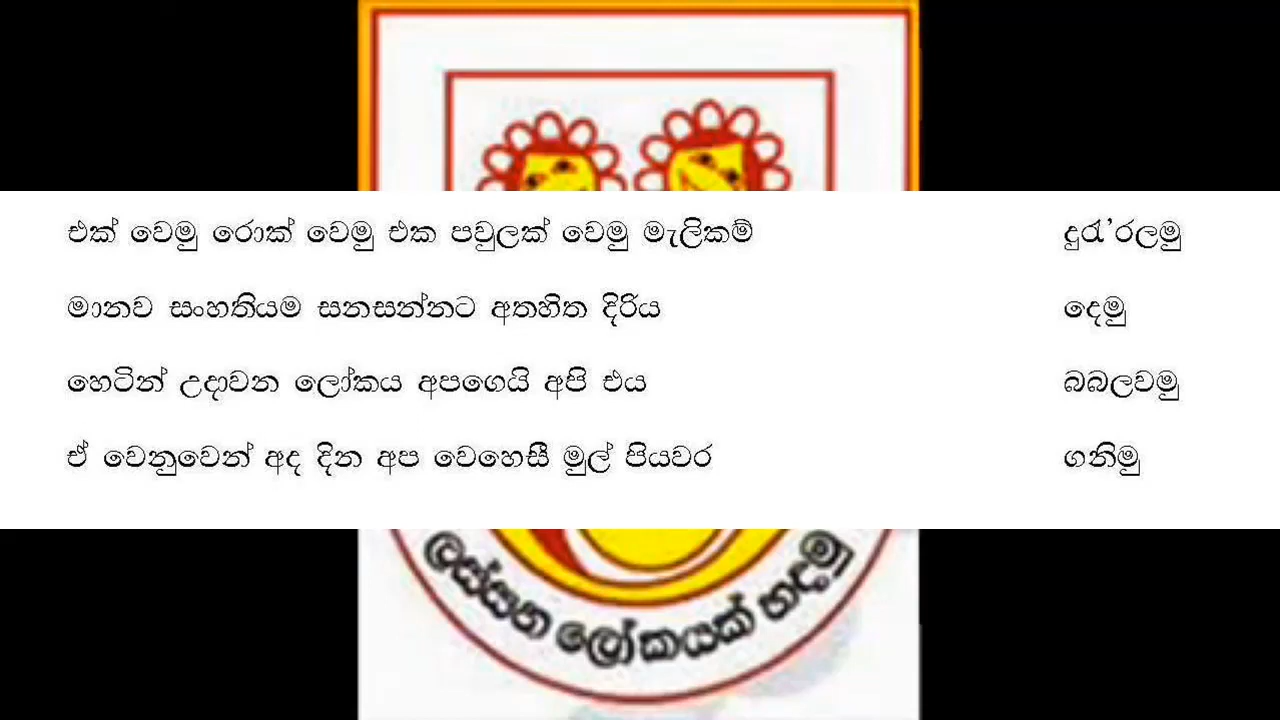 එක් වෙමු රොක් වෙමු එක පවුලක් වෙමු මැලිකම් දුරැ’රලමු
මානව සංහතියම සනසන්නට අතහිත දිරිය දෙමු
හෙටින් උදාවන ලෝකය අපගෙයි අපි එය බබලවමු
ඒ වෙනුවෙන් අද දින අප වෙහෙසී මුල් පියවර ගනිමු
ලස්සන ලෝකයක් හදමු